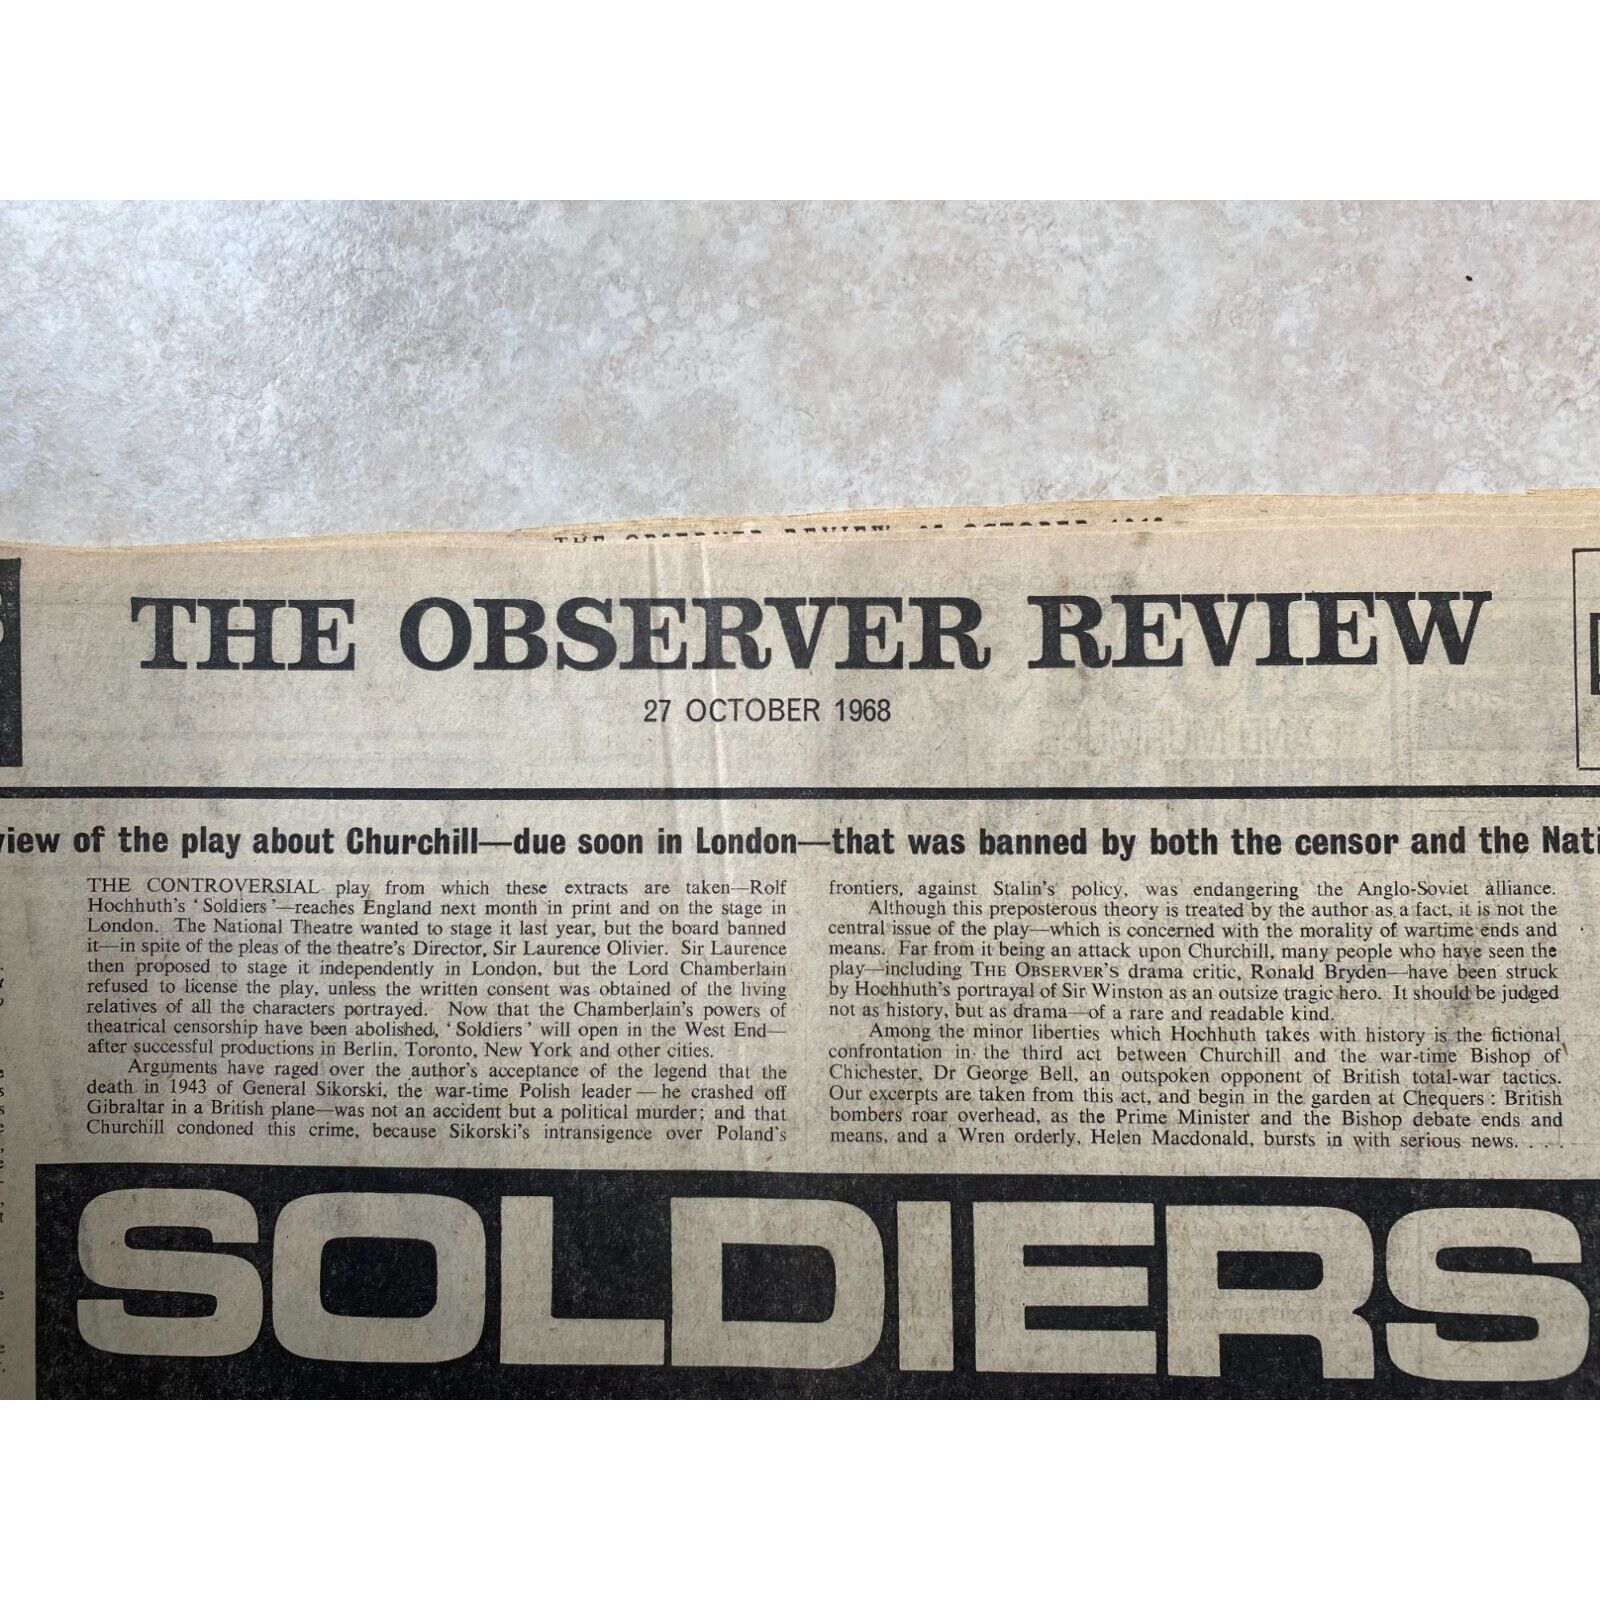 THE OBSERVER REVIEW
27 OCTOBER 1968
view of the play about Churchill—due soon in London—that was banned by both the censor and the Nati
THE CONTROVERSIAL play from which these extracts are taken—Rolf
Hochhuth's ‘Soldiers’—reaches England next month in print and on the stage in
London. The National Theatre wanted to stage it last year, but the board banned
it—in spite of the pleas of the theatre's Director, Sir Laurence Olivier. Sir Laurence
then proposed to stage it independently in London, but the Lord Chamberlain
refused to license the play, unless the written consent was obtained of the living
relatives of all the characters portrayed. Now that the Chamberlain's powers of
theatrical censorship have been abolished, ‘Soldiers’ will open in the West End—
after successful productions in Berlin, Toronto, New York and other cities.
Arguments have raged over the author's acceptance of the legend that the
death in 1943 of General Sikorski, the war-time Polish leader—he crashed off
Gibraltar in a British plane—was not an accident but a political murder; and that
Churchill condoned this crime, because Sikorski's intransigence over Poland's
frontiers, against Stalin's policy, was endangering the Anglo-Soviet alliance.
Although this preposterous theory is treated by the author as a fact, it is not the
central issue of the play—which is concerned with the morality of wartime ends and
means. Far from it being an attack upon Churchill, many people who have seen the
play—including THE OBSERVER'S drama critic, Ronald Bryden—have been struck
by Hochhuth's portrayal of Sir Winston as an outsize tragic hero. It should be judged
not as history, but as drama—of a rare and readable kind.
Among the minor liberties which Hochhuth takes with history is the fictional
confrontation in the third act between Churchill and the war-time Bishop of
Chichester, Dr George Bell, an outspoken opponent of British total-war tactics.
Our excerpts are taken from this act, and begin in the garden at Chequers : British
bombers roar overhead, as the Prime Minister and the Bishop debate ends and
means, and a Wren orderly, Helen Macdonald, bursts in with serious news. . . .
SOLDIERS